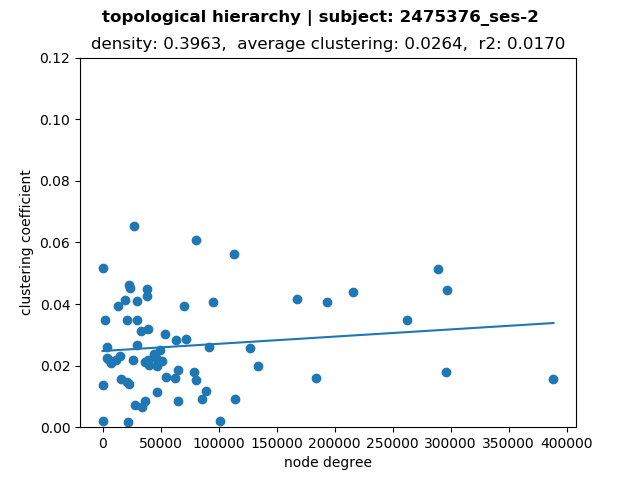 topological hierarchy | subject: 2475376_ses-2
density: 0.3963,  average clustering: 0.0264,  r2: 0.0170
0.12
0.10
0.08
0.06
0.04
0.02
0.00
clustering coefficient
0 50000 100000 150000 200000 250000 300000 350000 400000
node degree